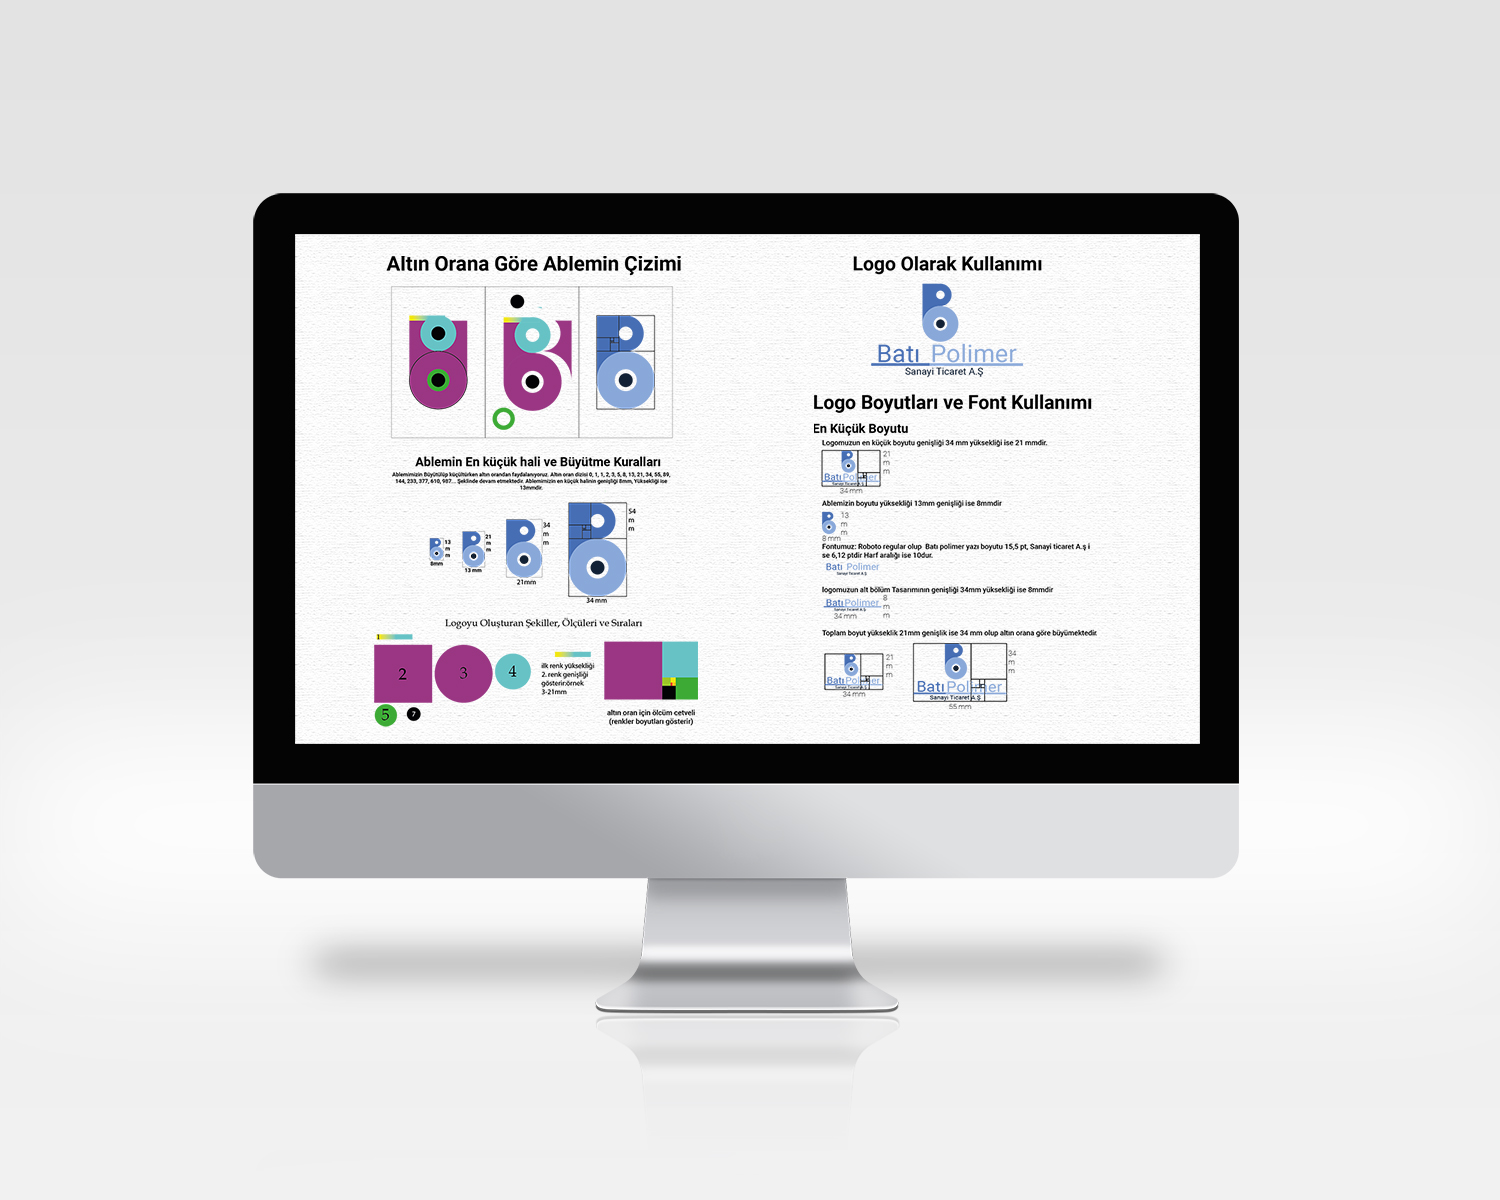 Altın Orana Göre Ablemin Çizimi
Ablemin En küçük hali ve Büyütme Kuralları
Ablemimizin Büyütülüp küçültürken altın orandan faydalanıyoruz. Altın oran dizisi 0, 1, 1, 2, 3, 5, 8, 13, 21, 34, 55, 89,
144, 233, 377, 610, 987... Şeklinde devam etmektedir. Ablemimizin en küçük halinin genişliği 8mm, Yüksekliği ise
13mmdir.
13
m
m
8mm
21
m
m
13 mm
34
m
m
21mm
54
m
m
34 mm
Logoyu Oluşturan Şekiller, Ölçüleri ve Sıraları
1
2
3
4
5
7
ilk renk yüksekliği
2. renk genişliği
gösterir:örnek
3-21mm
altın oran için ölçüm cetveli
(renkler boyutları gösterir)
Logo Olarak Kullanımı
Batı Polimer
Sanayi Ticaret A.Ş
Logo Boyutları ve Font Kullanımı
En Küçük Boyutu
Logomuzun en küçük boyutu genişliği 34 mm yüksekliği ise 21 mmdir.
Batı Polimer
Sanayi Ticaret A.Ş
21
m
m
34 mm
Ablemizin boyutu yüksekliği 13mm genişliği ise 8mmdir
13
m
m
8 mm
Fontumuz: Roboto regular olup Batı polimer yazı boyutu 15,5 pt, Sanayi ticaret A.ş i
se 6,12 ptdir Harf aralığı ise 10dur.
Batı Polimer
Sanayi Ticaret A.Ş
logomuzun alt bölüm Tasarımının genişliği 34mm yüksekliği ise 8mmdir
Batı Polimer
Sanayi Ticaret A.Ş
8
m
m
34 mm
Toplam boyut yükseklik 21mm genişlik ise 34 mm olup altın orana göre büyümektedir.
Batı Polimer
Sanayi Ticaret A.Ş
21
m
m
34 mm
Batı Polimer
Sanayi Ticaret A.Ş
34
m
m
55 mm